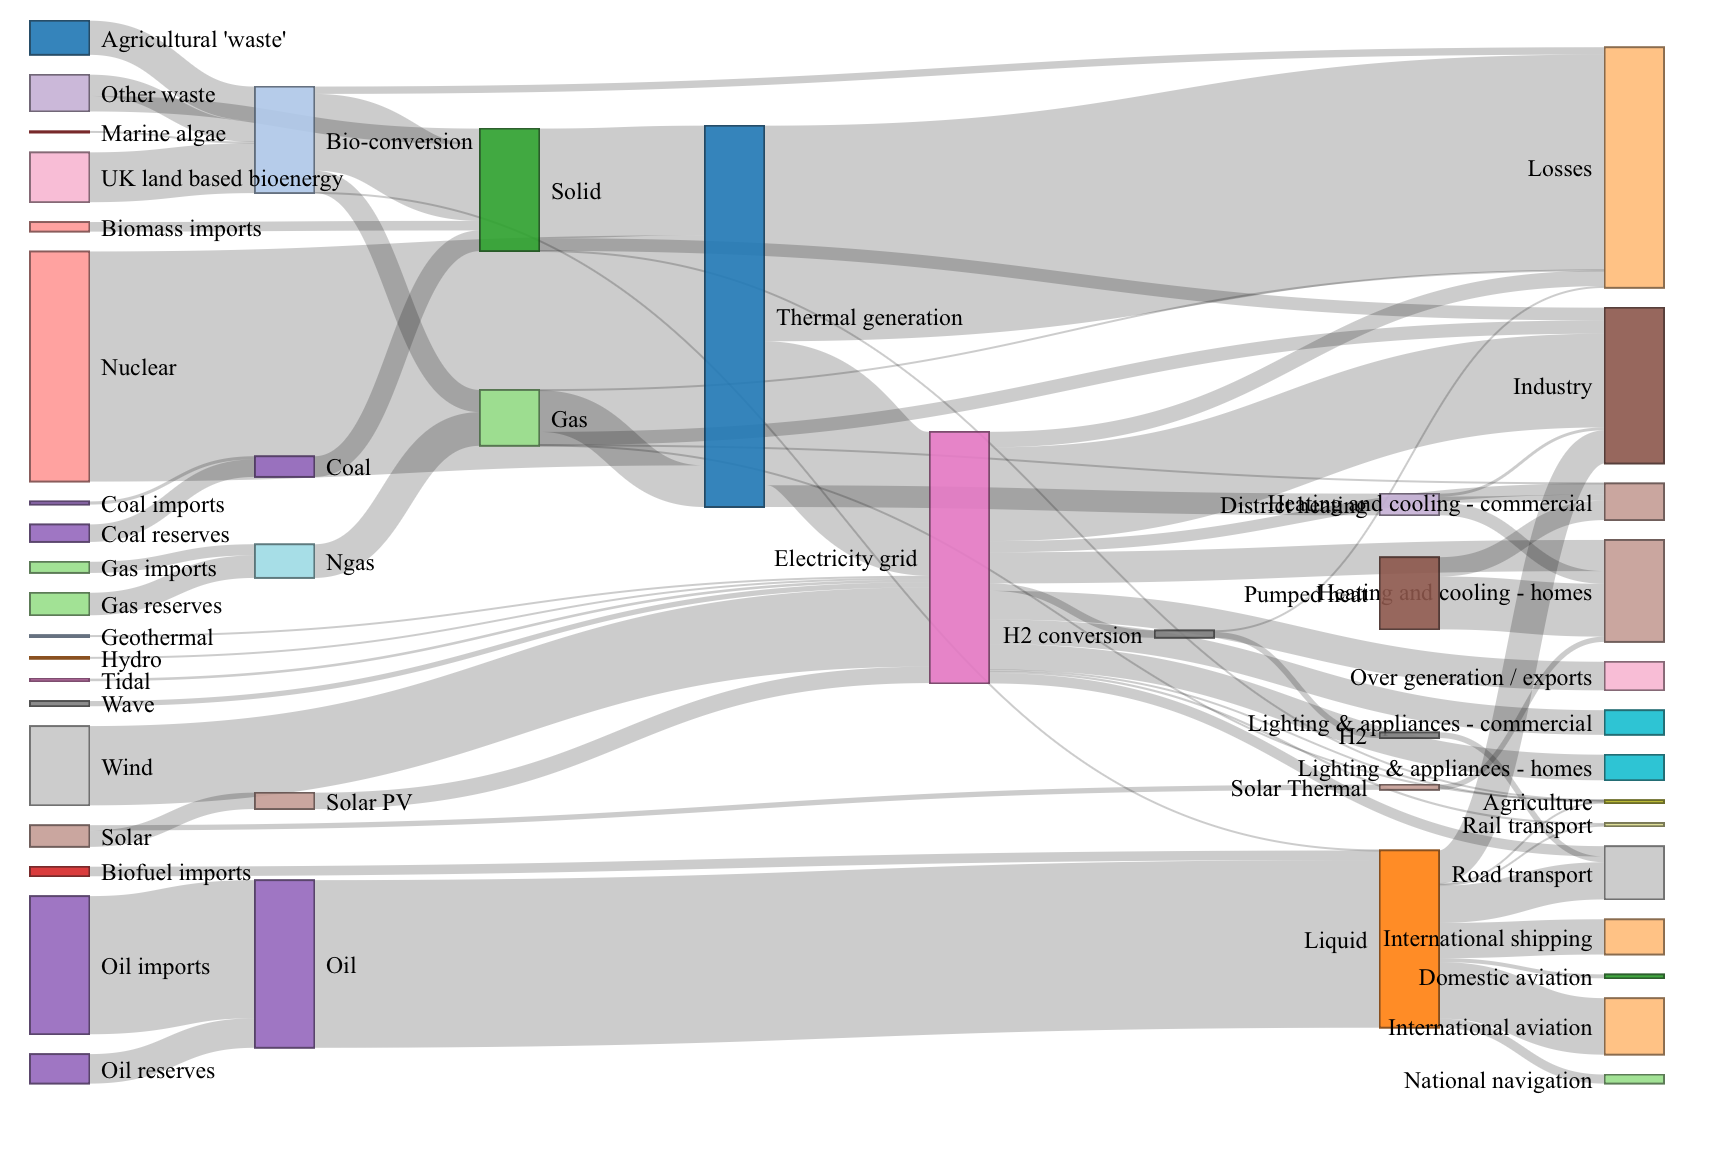 Agricultural 'waste'
Other waste
Marine algae
UK land based bioenergy
Biomass imports
Nuclear
Coal imports
Coal reserves
Gas imports
Gas reserves
Geothermal
Hydro
Tidal
Wave
Wind
Solar
Biofuel imports
Oil imports
Oil reserves
Bio-conversion
Coal
Ngas
Solar PV
Oil
Solid
Gas
Thermal generation
Electricity grid
H2 conversion
District heating
Pumped heat
H2
Solar Thermal
Liquid
Losses
Industry
Heating and cooling - commercial
Heating and cooling - homes
Over generation / exports
Lighting & appliances - commercial
Lighting & appliances - homes
Agriculture
Rail transport
Road transport
International shipping
Domestic aviation
International aviation
National navigation